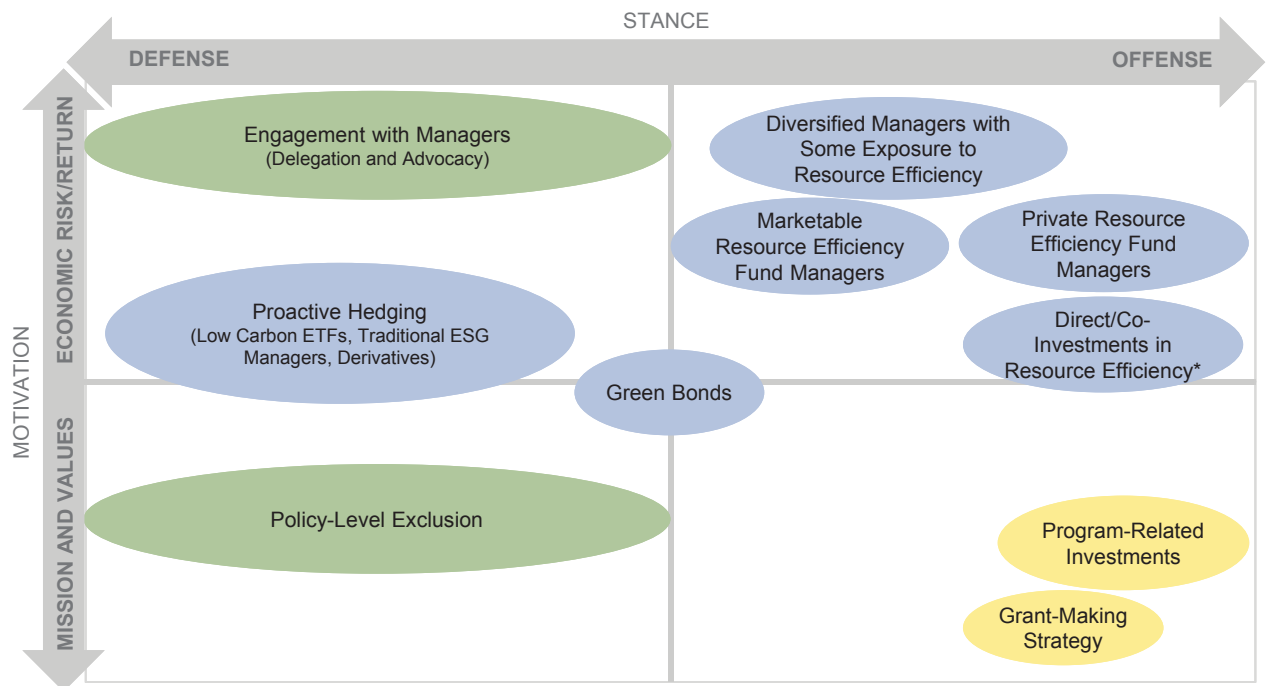 STANCE
DEFENSE
OFFENSE
MOTIVATION
ECONOMIC RISK/RETURN
MISSION AND VALUES
Engagement with Managers
(Delegation and Advocacy)
Diversified Managers with
Some Exposure to
Resource Efficiency
Marketable
Resource Efficiency
Fund Managers
Private Resource
Efficiency Fund
Managers
Proactive Hedging
(Low Carbon ETFs, Traditional ESG
Managers, Derivatives)
Direct/Co-
Investments in
Resource Efficiency*
Green Bonds
Policy-Level Exclusion
Program-Related
Investments
Grant-Making
Strategy